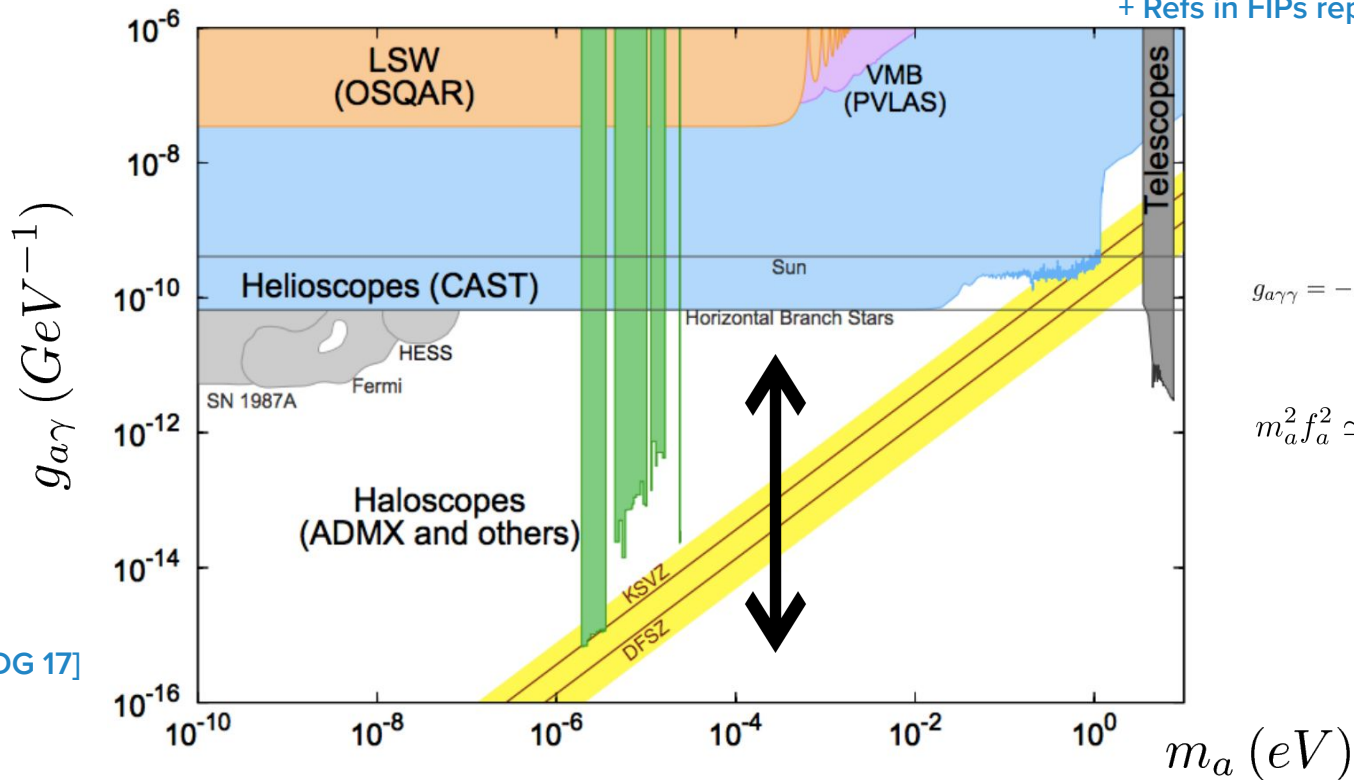 + Refs in FIPs rep
10^{-6}
LSW
(OSQAR)
VMB
(PVLAS)
Telescopes
10^{-8}
g_{aγ} (GeV^{-1})
Sun
Helioscopes (CAST)
10^{-10}
g_{aγγ} = −
Horizontal Branch Stars
HESS
Fermi
SN 1987A
m_a^2 f_a^2 ≃
10^{-12}
Haloscopes
(ADMX and others)
10^{-14}
KSVZ
DFSZ
DG 17]
10^{-16}
10^{-10} 10^{-8} 10^{-6} 10^{-4} 10^{-2} 10^{0}
m_a (eV)